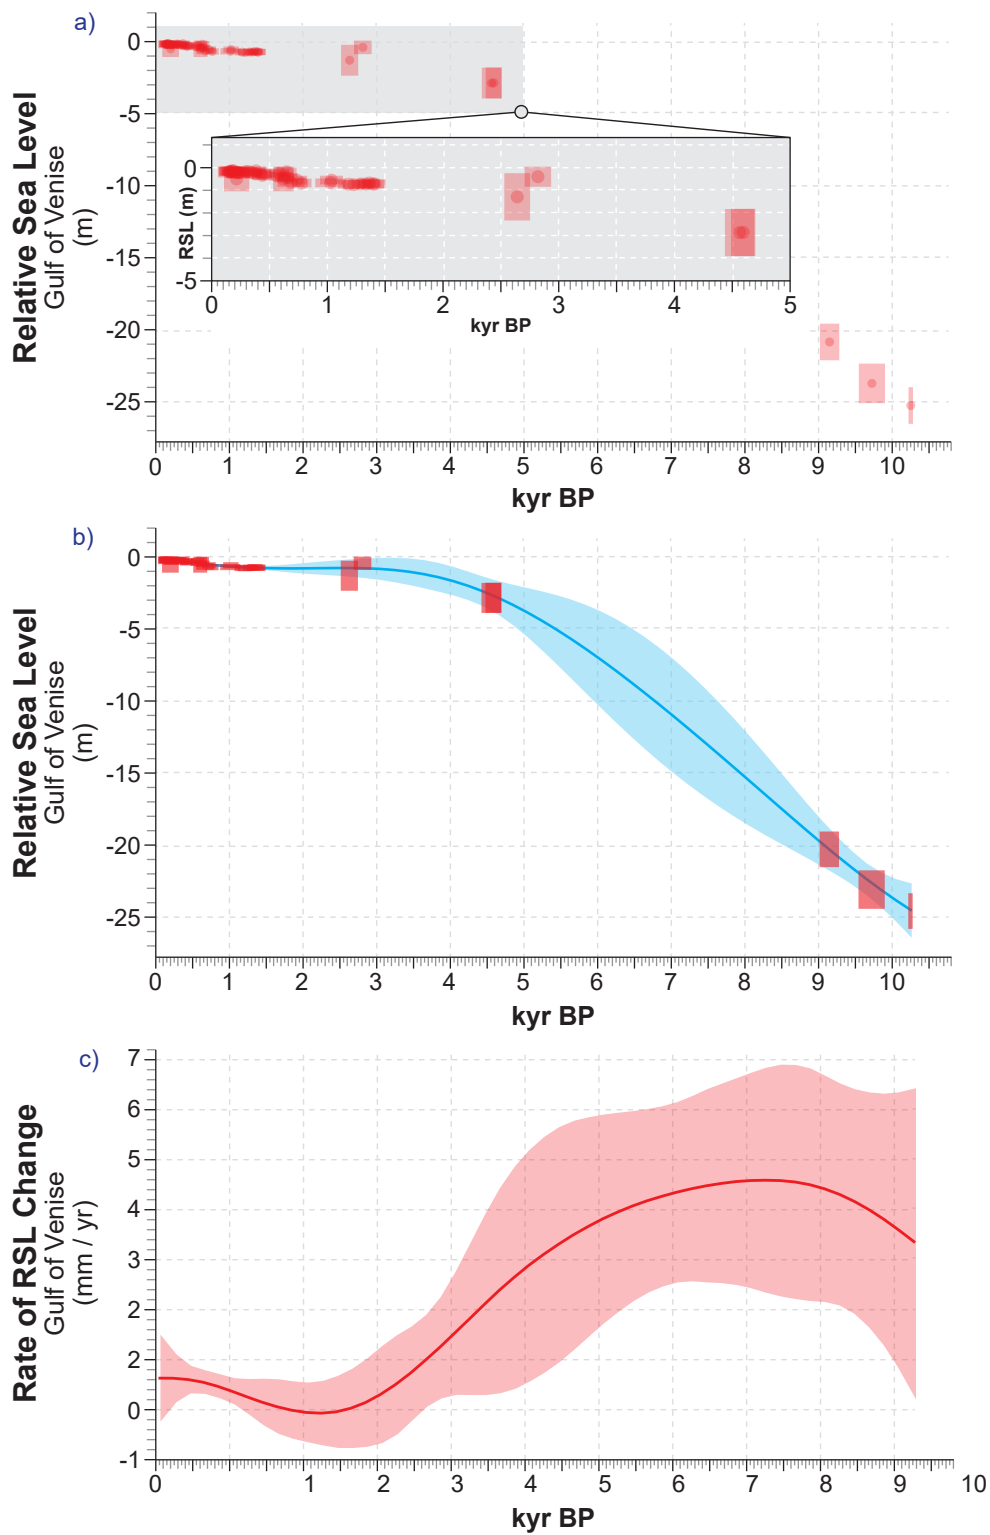 a)
Relative Sea Level
Gulf of Venise
(m)
0
-5
-10
-15
-20
-25
RSL (m)
0
-5
0 1 2 3 4 5
kyr BP
0 1 2 3 4 5 6 7 8 9 10
kyr BP
b)
Relative Sea Level
Gulf of Venise
(m)
0
-5
-10
-15
-20
-25
0 1 2 3 4 5 6 7 8 9 10
kyr BP
c)
Rate of RSL Change
Gulf of Venise
(mm / yr)
7
6
5
4
3
2
2
0
-1
0 1 2 3 4 5 6 7 8 9 10
kyr BP